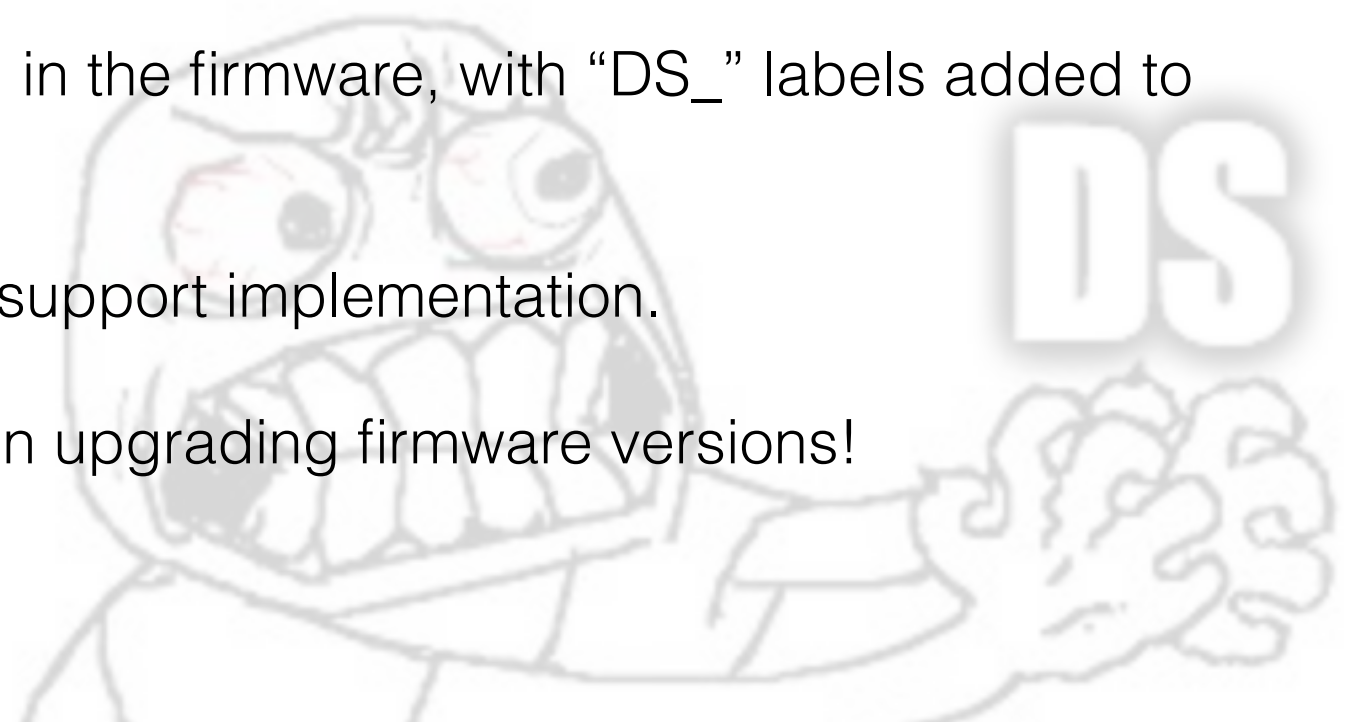 in the firmware, with “DS_” labels added to
DS
support implementation.
n upgrading firmware versions!